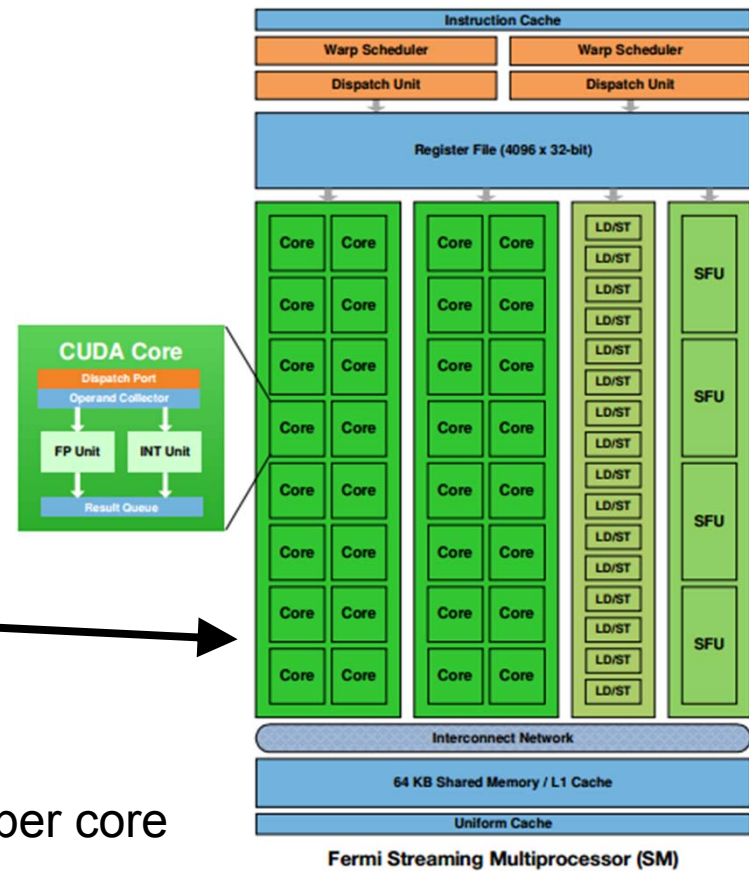 Instruction Cache
Warp Scheduler Warp Scheduler
Dispatch Unit Dispatch Unit
Register File (4096 x 32-bit)
Core Core Core Core LD/ST
LD/ST
SFU
Core Core Core Core LD/ST
LD/ST
Core Core Core Core LD/ST
LD/ST
SFU
Core Core Core Core LD/ST
LD/ST
Core Core Core Core LD/ST
LD/ST
SFU
Core Core Core Core LD/ST
LD/ST
Core Core Core Core LD/ST
LD/ST
SFU
Core Core Core Core LD/ST
LD/ST
CUDA Core
Dispatch Port
Operand Collector
FP Unit INT Unit
Result Queue
Interconnect Network
64 KB Shared Memory / L1 Cache
Uniform Cache
per core
Fermi Streaming Multiprocessor (SM)